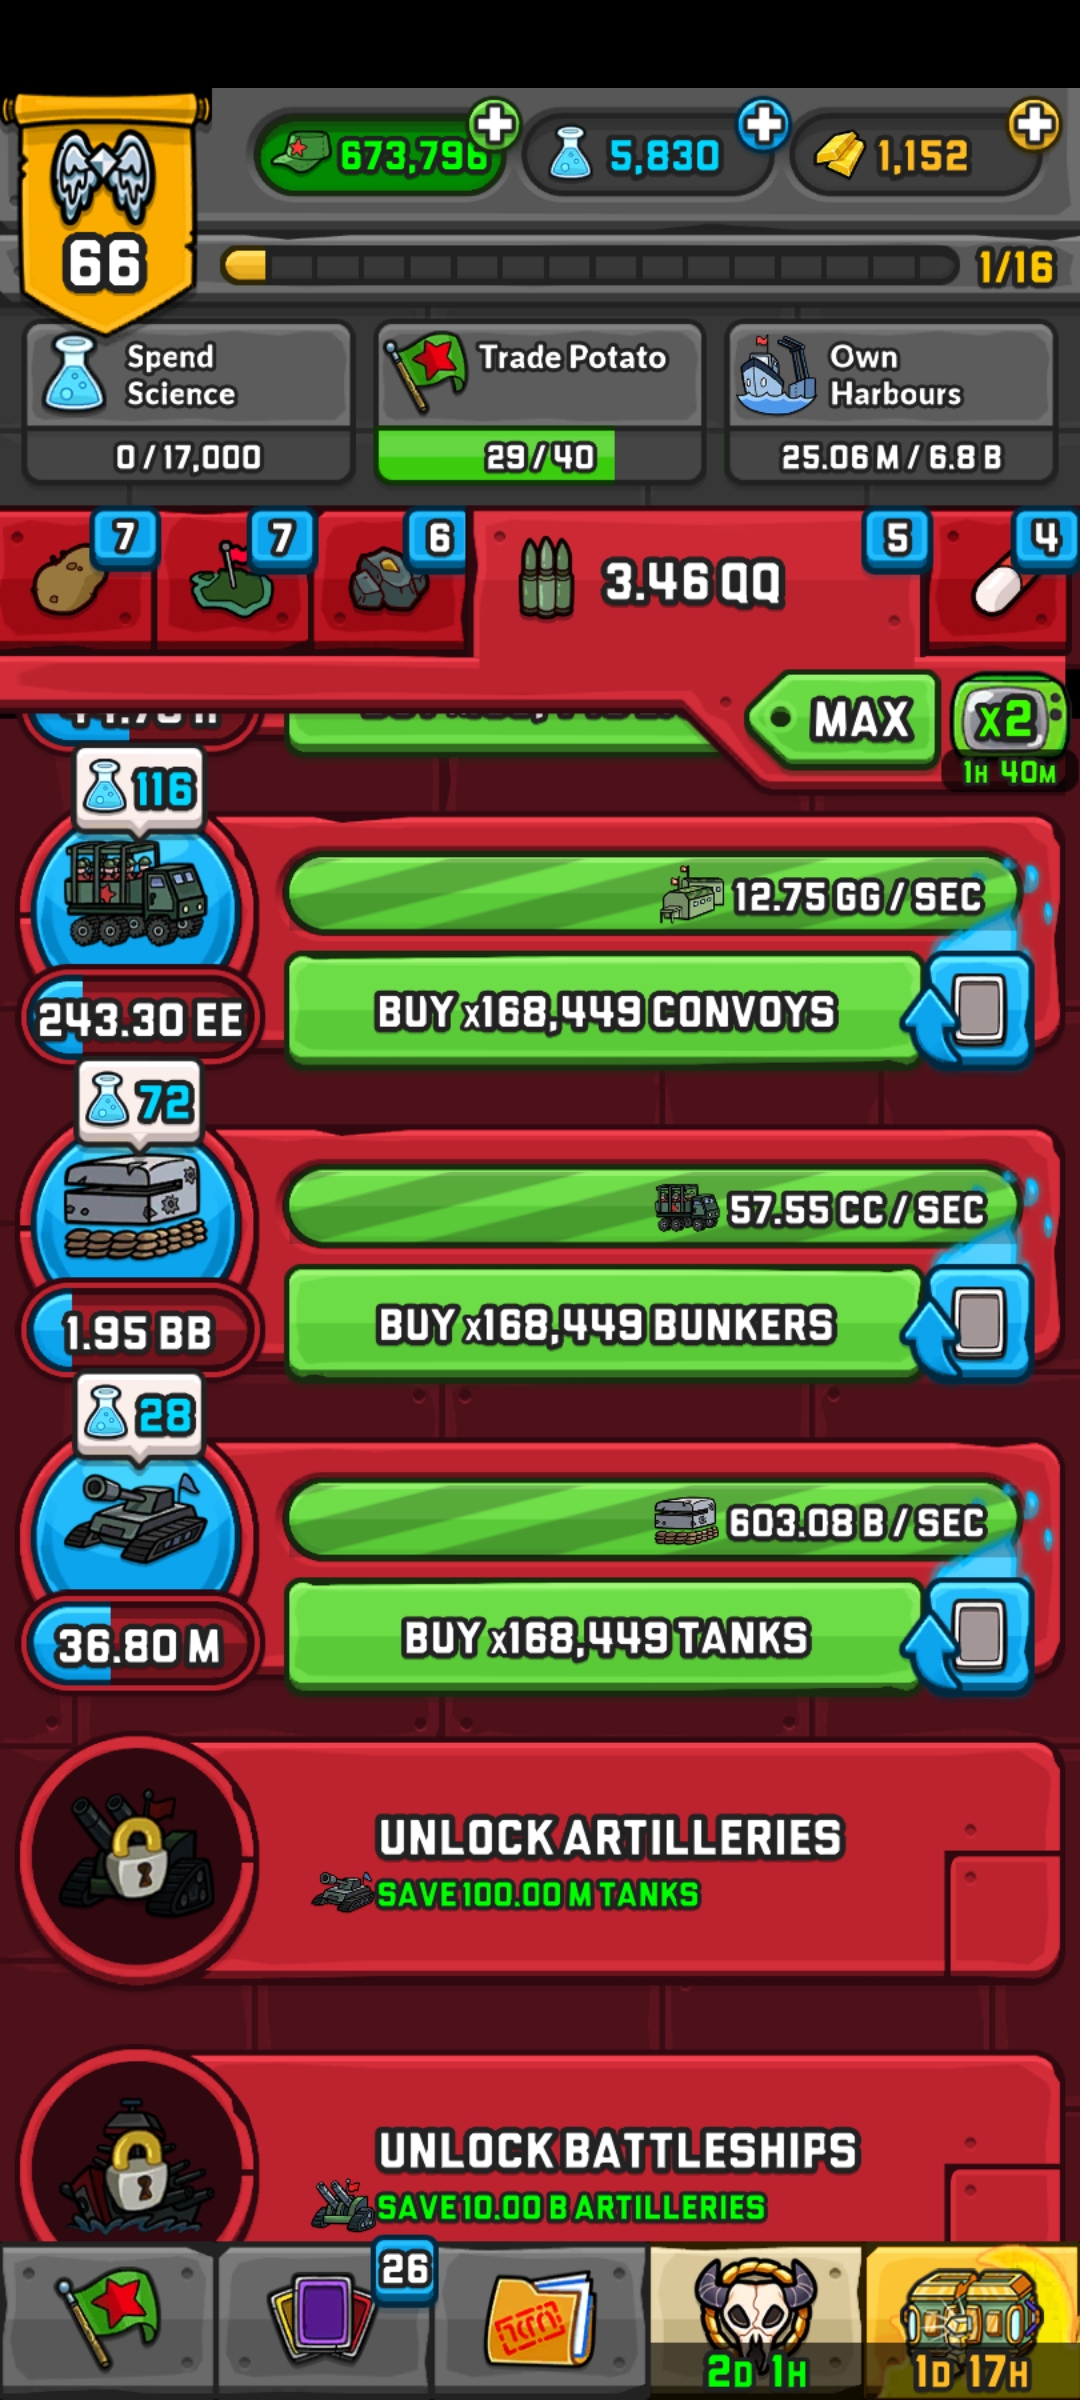 673,796
5,830
1,152
66
1/16
Spend
Science
0/17,000
Trade Potato
29/40
Own
Harbours
25.06 M / 6.8 B
7
7
6
3.46 QQ
5
4
MAX
x2
1H 40M
116
12.75 GG / SEC
243.30 EE
BUY x168,449 CONVOYS
72
57.55 CC / SEC
1.95 BB
BUY x168,449 BUNKERS
28
603.08 B / SEC
36.80 M
BUY x168,449 TANKS
UNLOCK ARTILLERIES
SAVE 100.00 M TANKS
UNLOCK BATTLESHIPS
SAVE 10.00 B ARTILLERIES
26
2D 1H
1D 17H